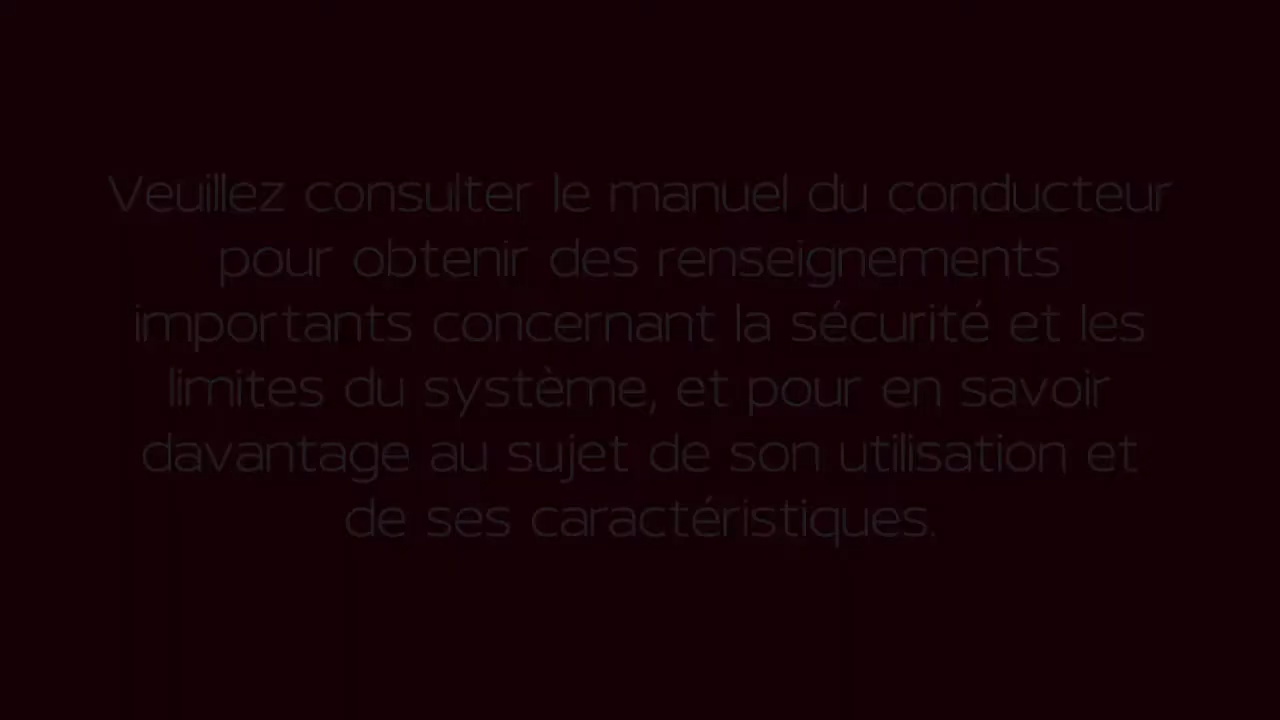 Veuillez consulter le manuel du conducteur
pour obtenir des renseignements
importants concernant la sécurité et les
limites du système, et pour en savoir
davantage au sujet de son utilisation et
de ses caractéristiques.